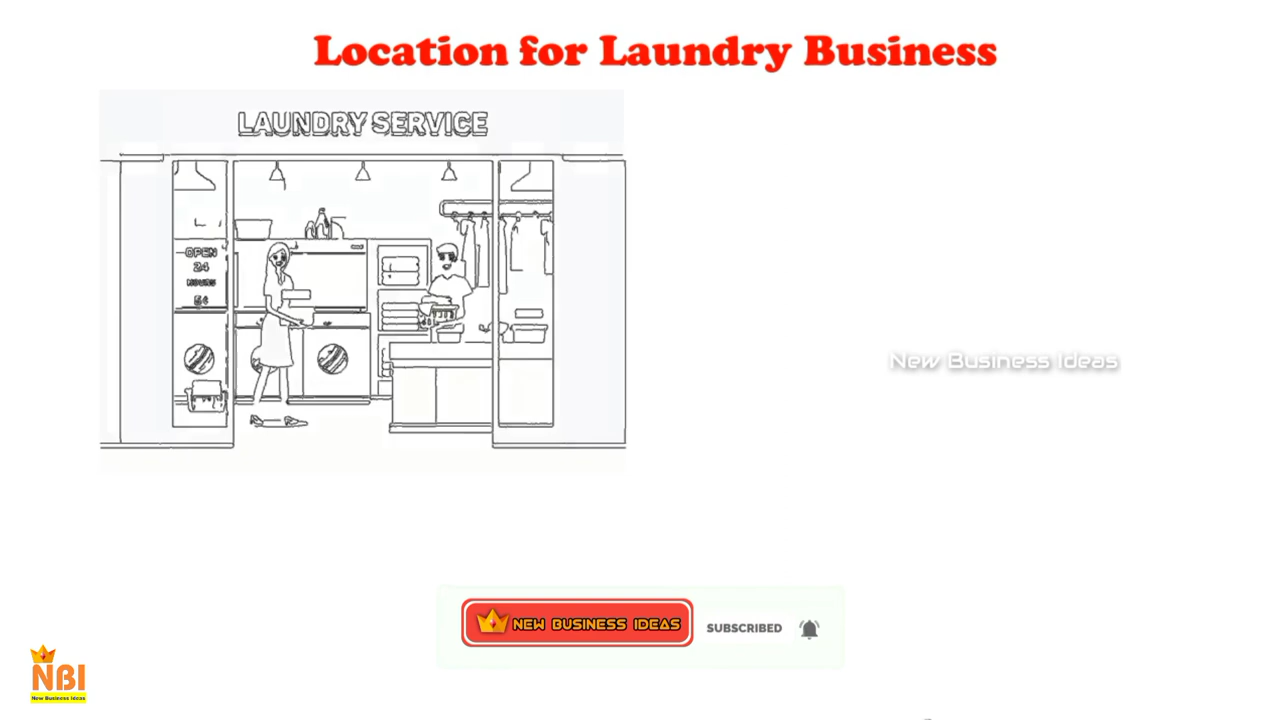 Location for Laundry Business
LAUNDRY SERVICE
OPEN
24
New Business Ideas
NEW BUSINESS IDEAS
SUBSCRIBED
NBI
New Business Ideas